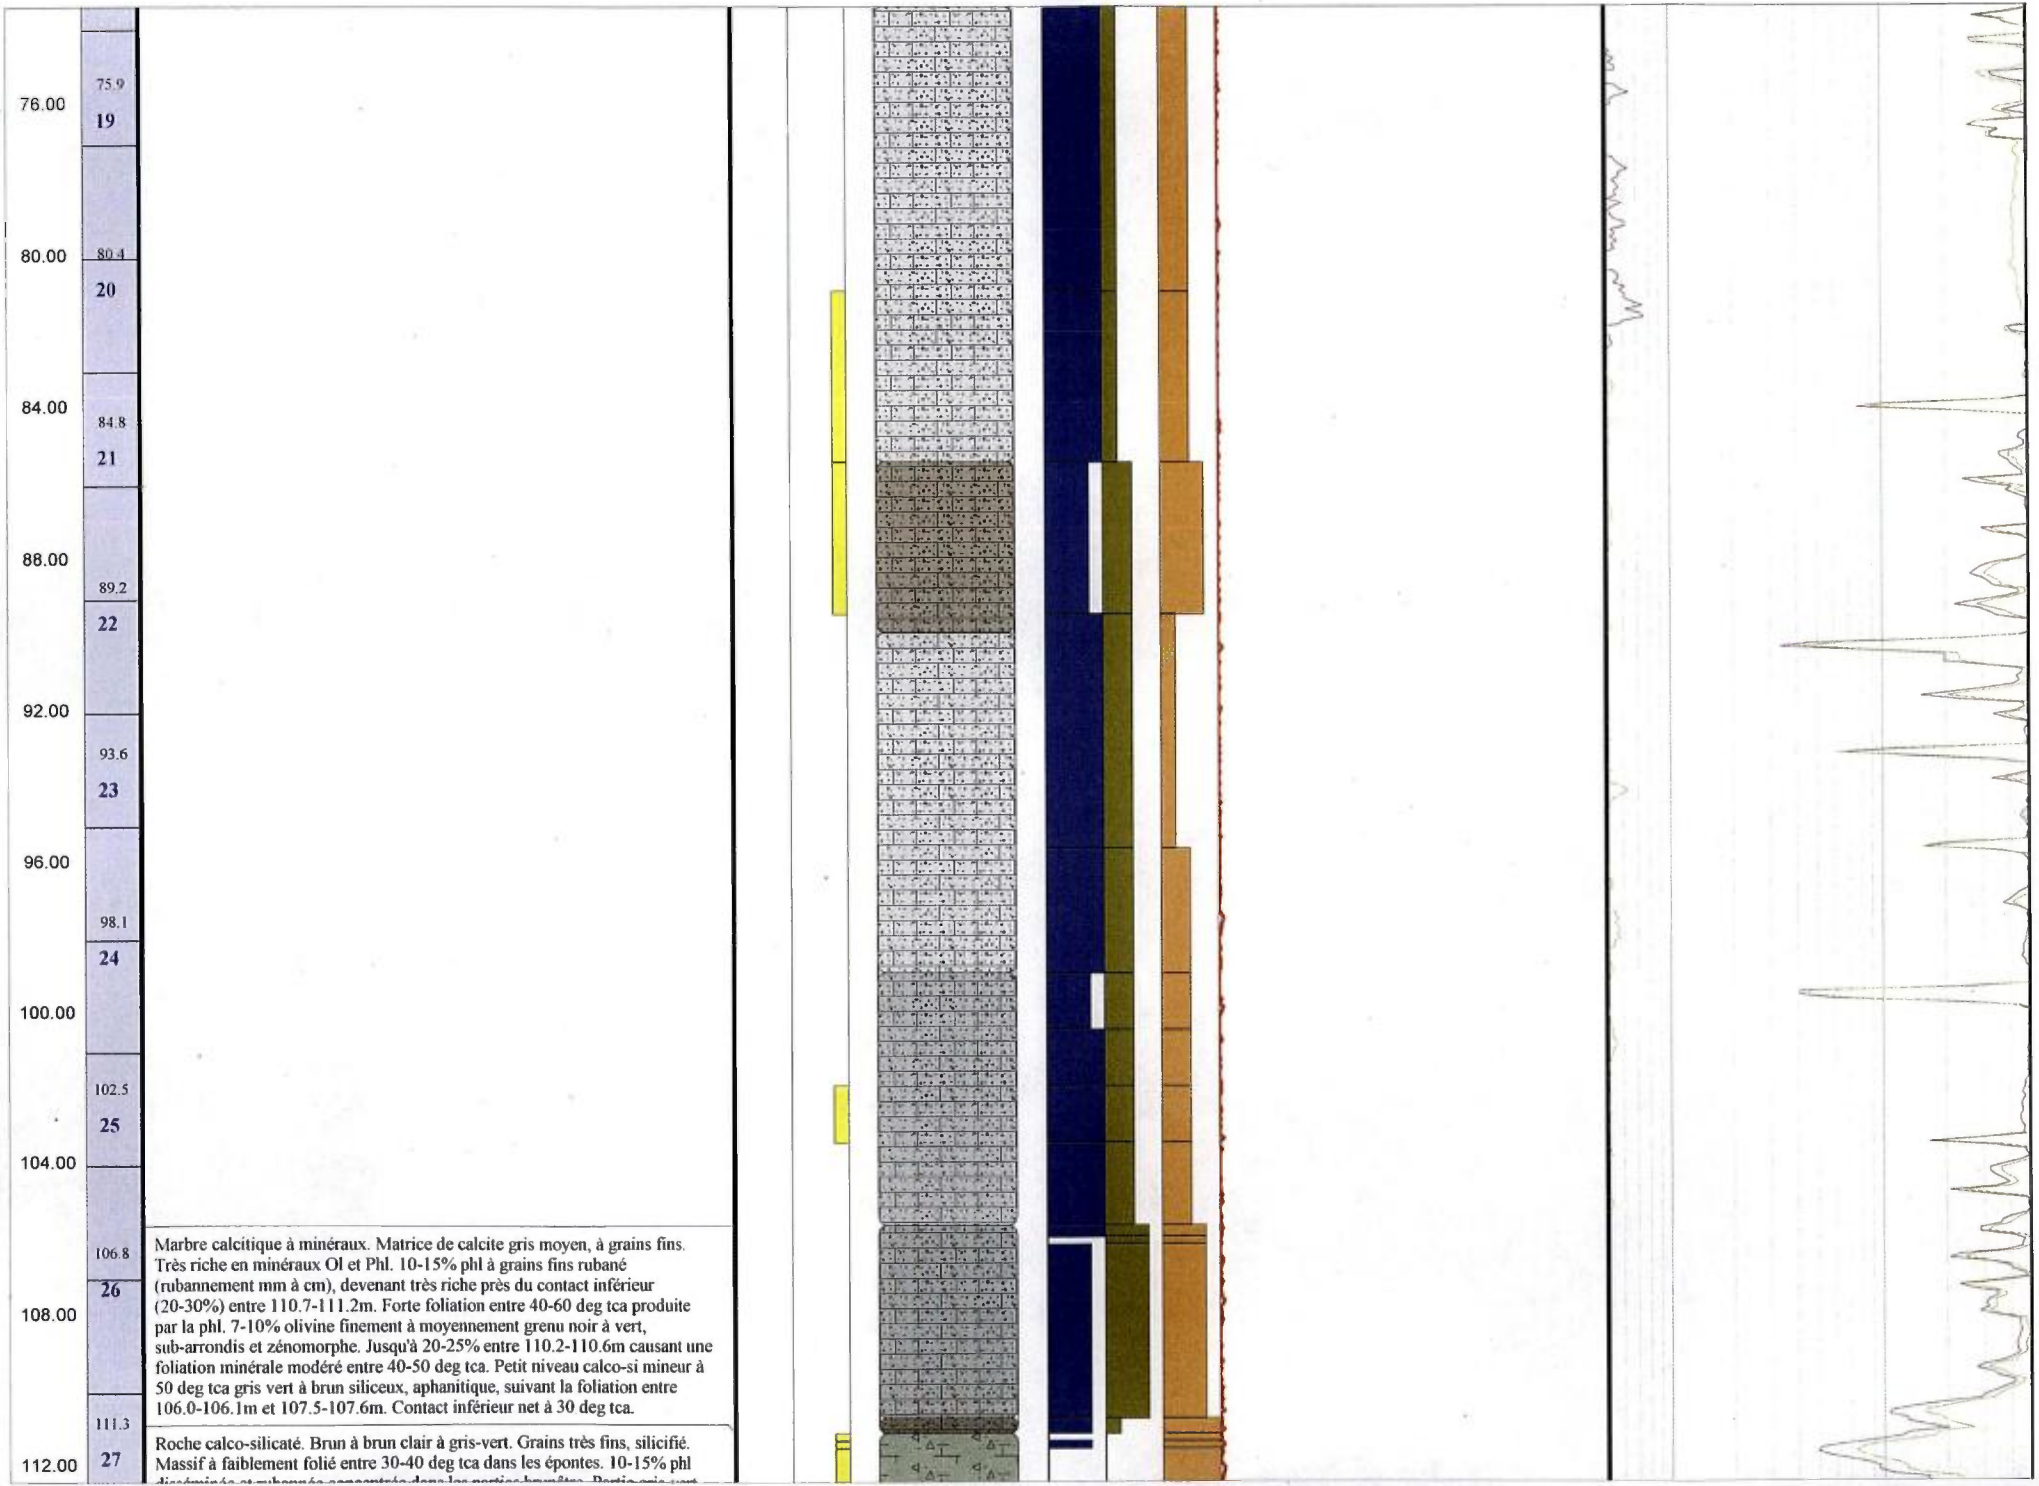 75.9
76.00
19
80.00
80.4
20
84.00
84.8
21
88.00
89.2
22
92.00
93.6
23
96.00
98.1
24
100.00
102.5
25
104.00
106.8
26
108.00
111.3
112.00
27
Marbre calcitique à minéraux. Matrice de calcite gris moyen, à grains fins.
Très riche en minéraux Ol et Phl. 10-15% phl à grains fins rubané
(rubannement mm à cm), devenant très riche près du contact inférieur
(20-30%) entre 110.7-111.2m. Forte foliation entre 40-60 deg tca produite
par la phl. 7-10% olivine finement à moyennement grenu noir à vert,
sub-arrondis et zénomorphe. Jusqu'à 20-25% entre 110.2-110.6m causant une
foliation minérale modéré entre 40-50 deg tca. Petit niveau calco-si mineur à
50 deg tca gris vert à brun siliceux, aphanitique, suivant la foliation entre
106.0-106.1m et 107.5-107.6m. Contact inférieur net à 30 deg tca.
Roche calco-silicaté. Brun à brun clair à gris-vert. Grains très fins, silicifié.
Massif à faiblement folié entre 30-40 deg tca dans les épontes. 10-15% phl